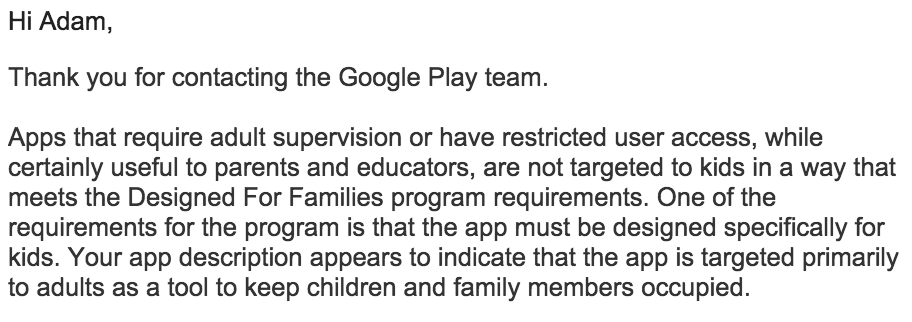 Hi Adam,
Thank you for contacting the Google Play team.
Apps that require adult supervision or have restricted user access, while
certainly useful to parents and educators, are not targeted to kids in a way that
meets the Designed For Families program requirements. One of the
requirements for the program is that the app must be designed specifically for
kids. Your app description appears to indicate that the app is targeted primarily
to adults as a tool to keep children and family members occupied.